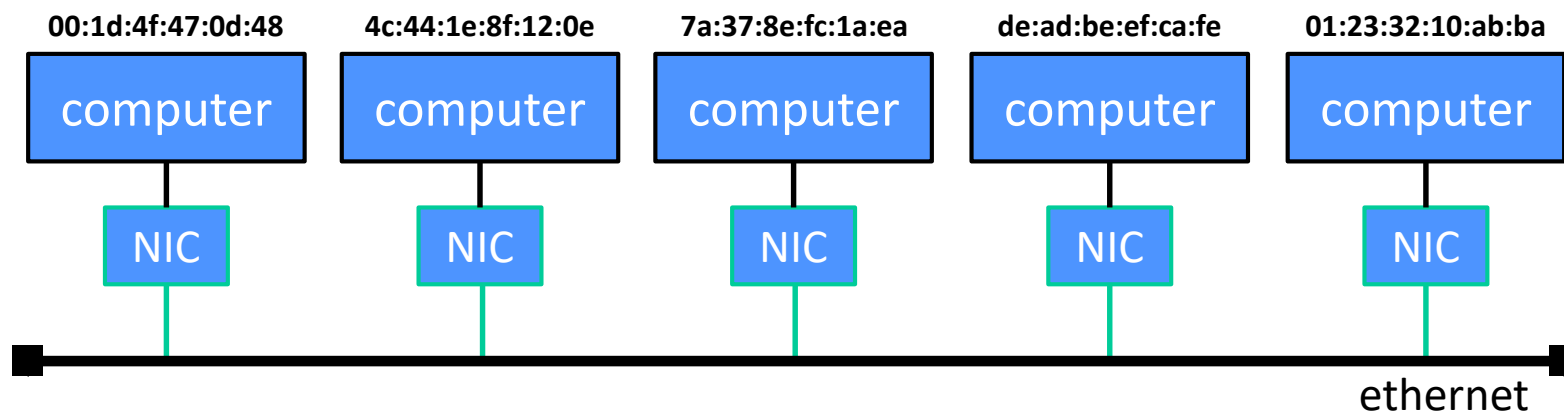 00:1d:4f:47:0d:48 4c:44:1e:8f:12:0e 7a:37:8e:fc:1a:ea de:ad:be:ef:ca:fe 01:23:32:10:ab:ba
computer computer computer computer computer
NIC NIC NIC NIC NIC
ethernet